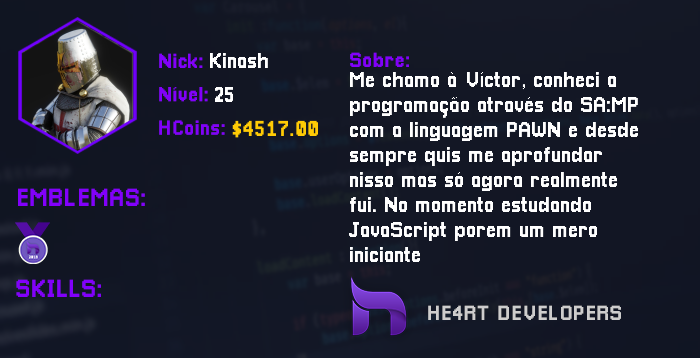 Nick: Kinash
Nível: 25
HCoins: $4517.00
EMBLEMAS:
SKILLS:
Sobre:
Me chamo à Víctor, conheci a
programação através do SA:MP
com a linguagem PAWN e desde
sempre quis me aprofundar
nisso mas só agora realmente
fui. No momento estudando
JavaScript porem um mero
iniciante
HE4RT DEVELOPERS